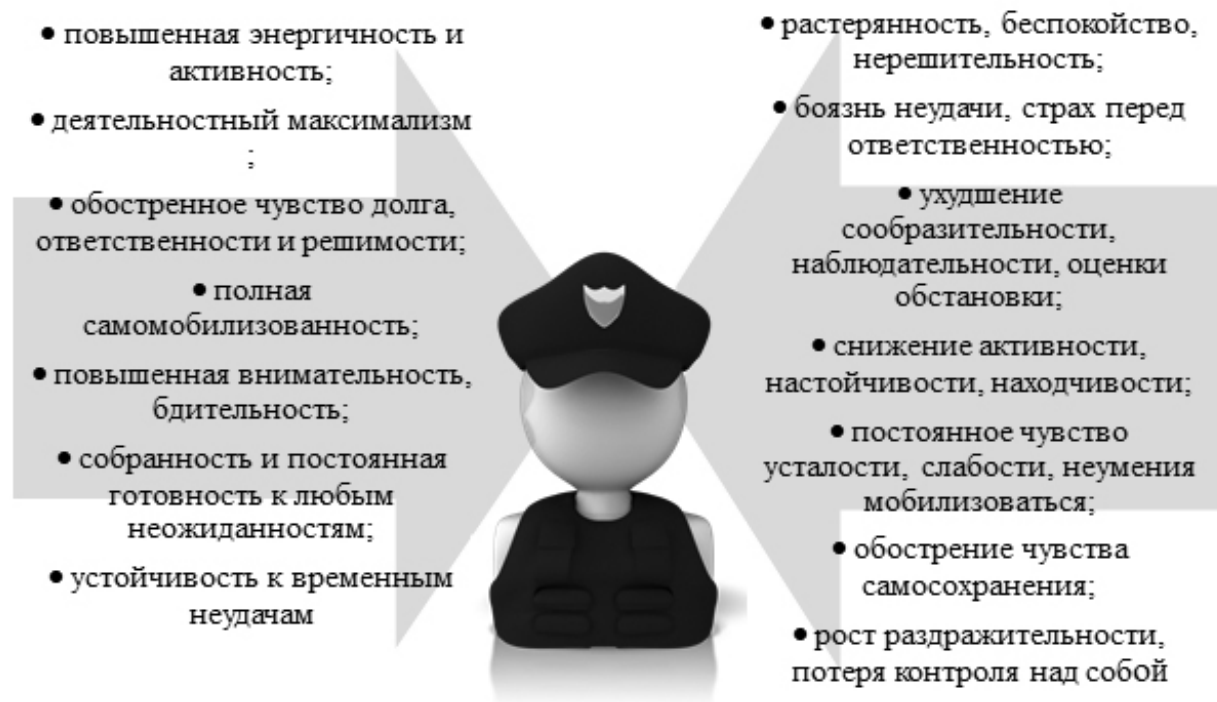 • повышенная энергичность и
активность;
• деятельностный максимализм
;
• обостренное чувство долга,
ответственности и решимости;
• полная
самомобилизованность;
• повышенная внимательность,
бдительность;
• собранность и постоянная
готовность к любым
неожиданностям;
• устойчивость к временным
неудачам
• растерянность, беспокойство,
нерешительность;
• боязнь неудачи, страх перед
ответственностью;
• ухудшение
сообразительности,
наблюдательности, оценки
обстановки;
• снижение активности,
настойчивости, находчивости;
• постоянное чувство
усталости, слабости, неумения
мобилизоваться;
• обострение чувства
самосохранения;
• рост раздражительности,
потеря контроля над собой